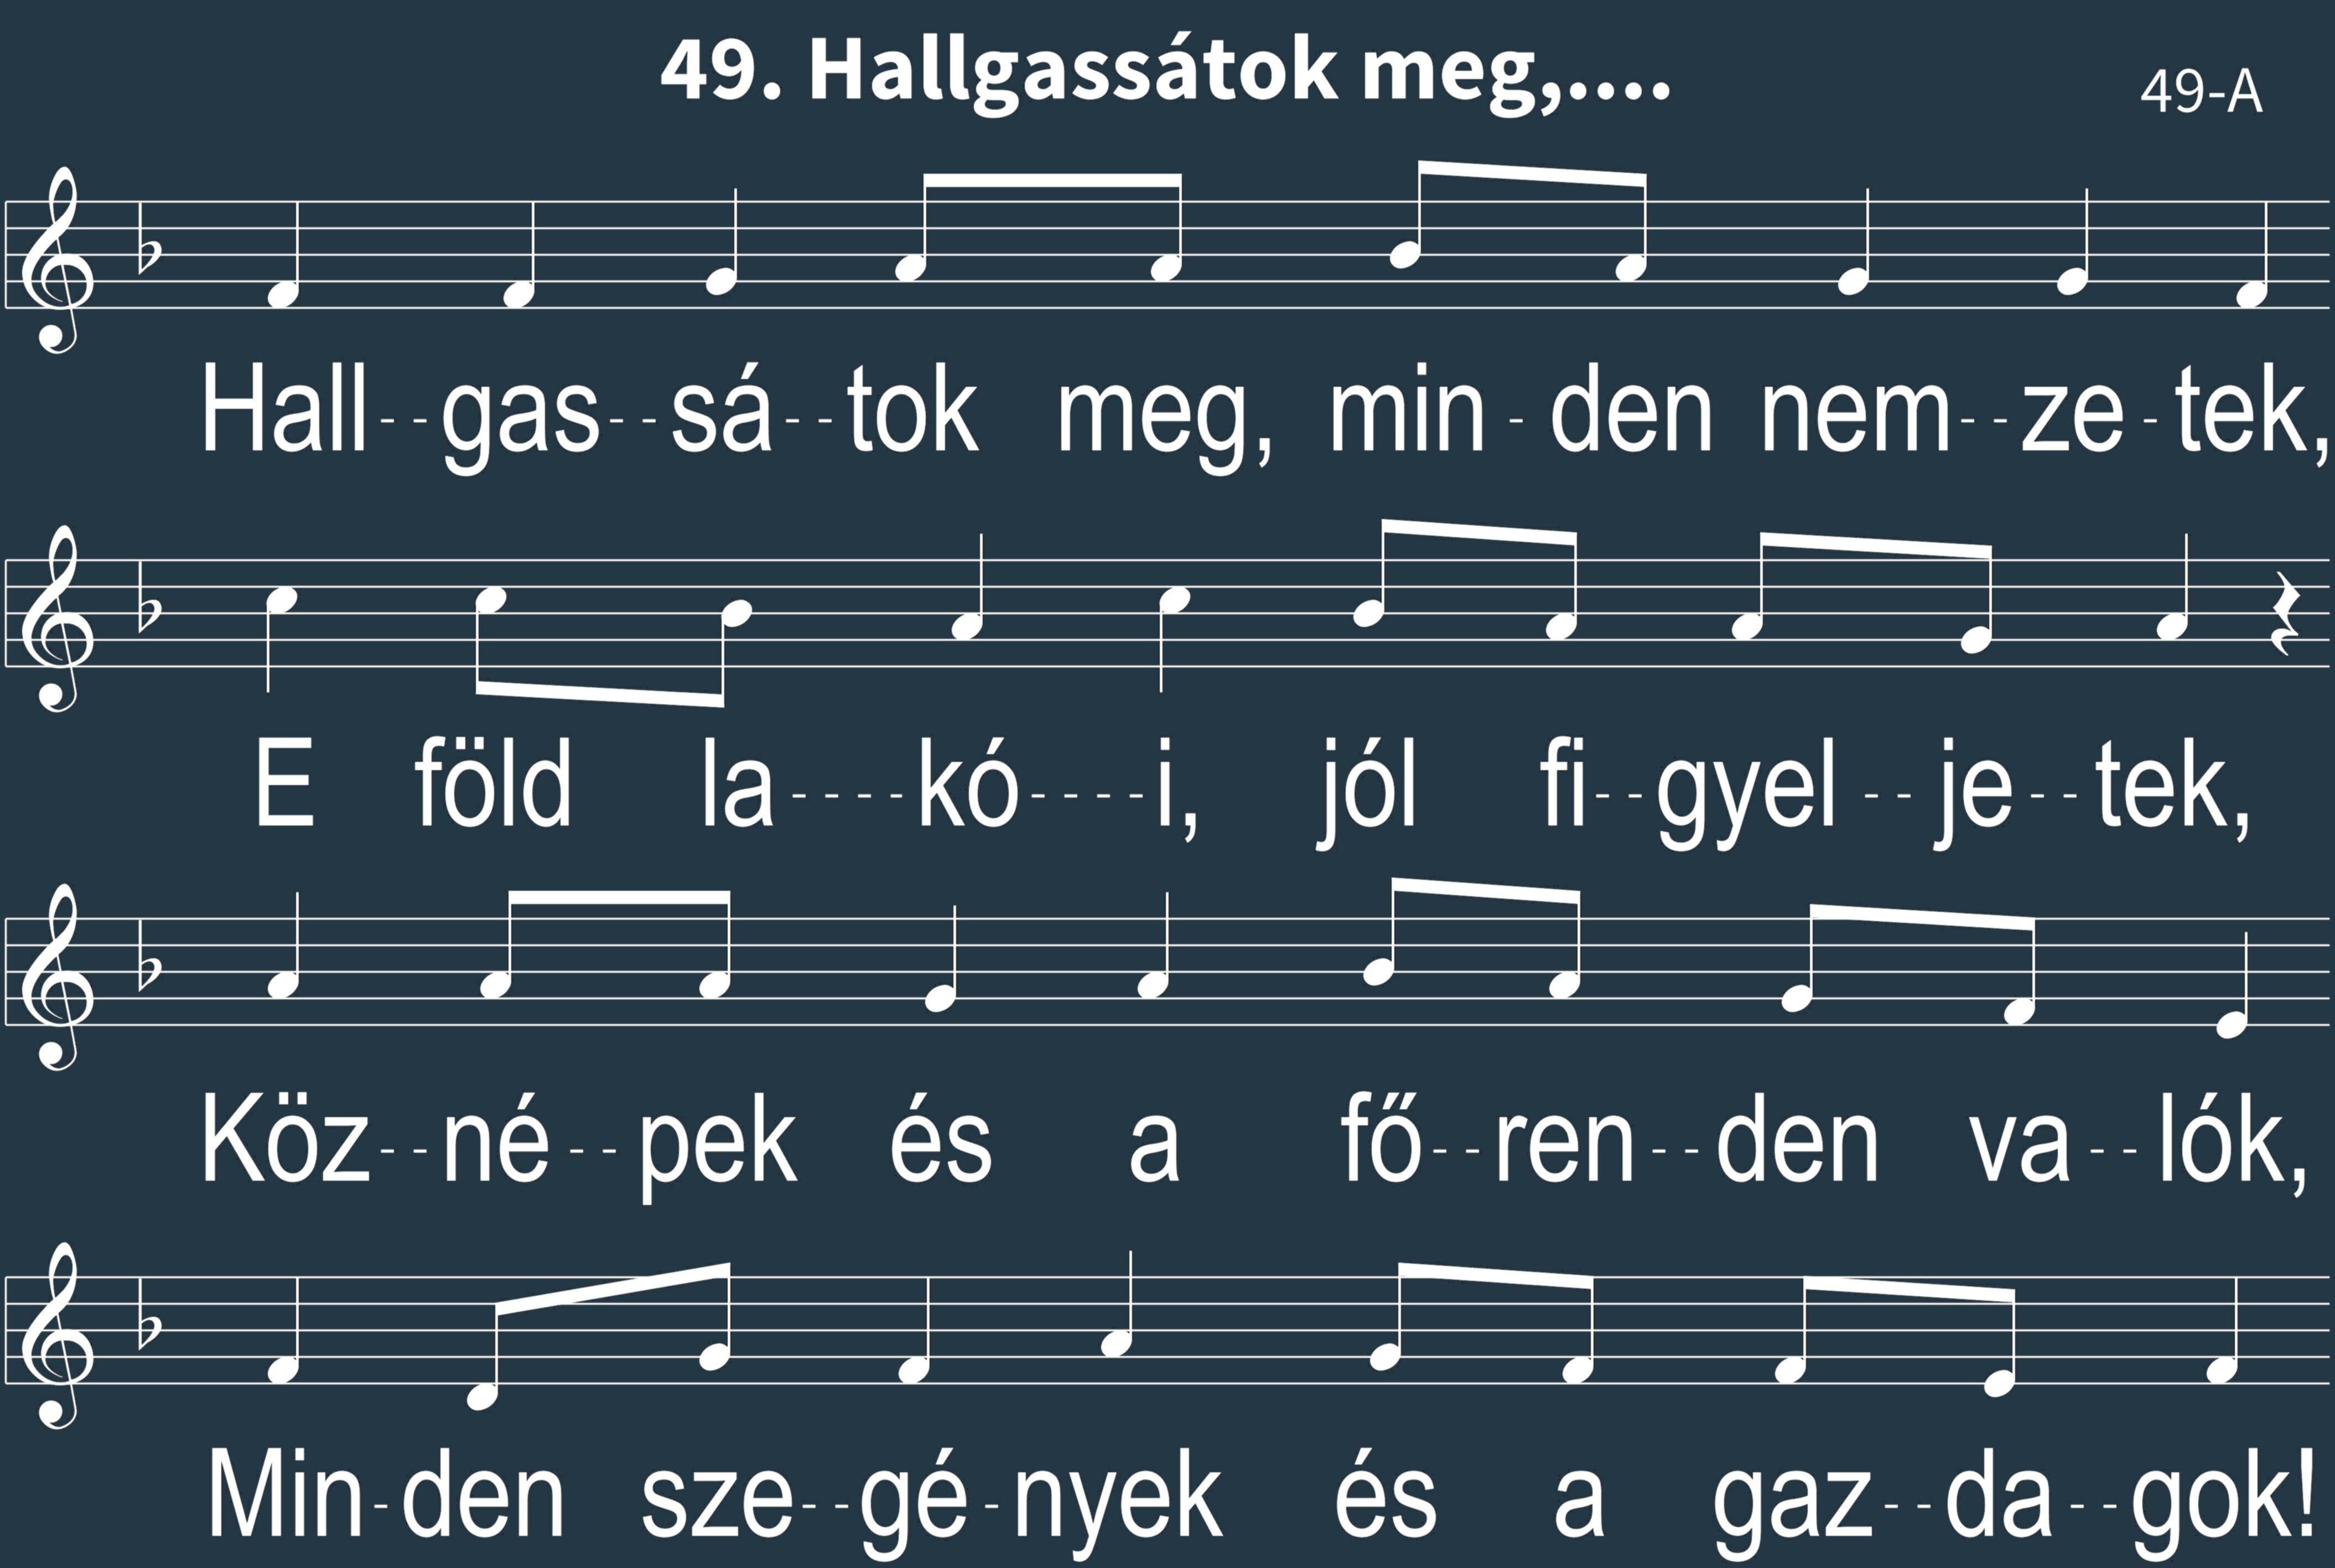 49. Hallgassátok meg,.....
49-A
Hall--gas--sá--tok meg, min-den nem--ze-tek,
E föld la----kó----i, jól fi--gyel--je--tek,
Köz--né--pek és a fő--ren--den va--lók,
Min-den sze--gé-nyek és a gaz--da--gok!